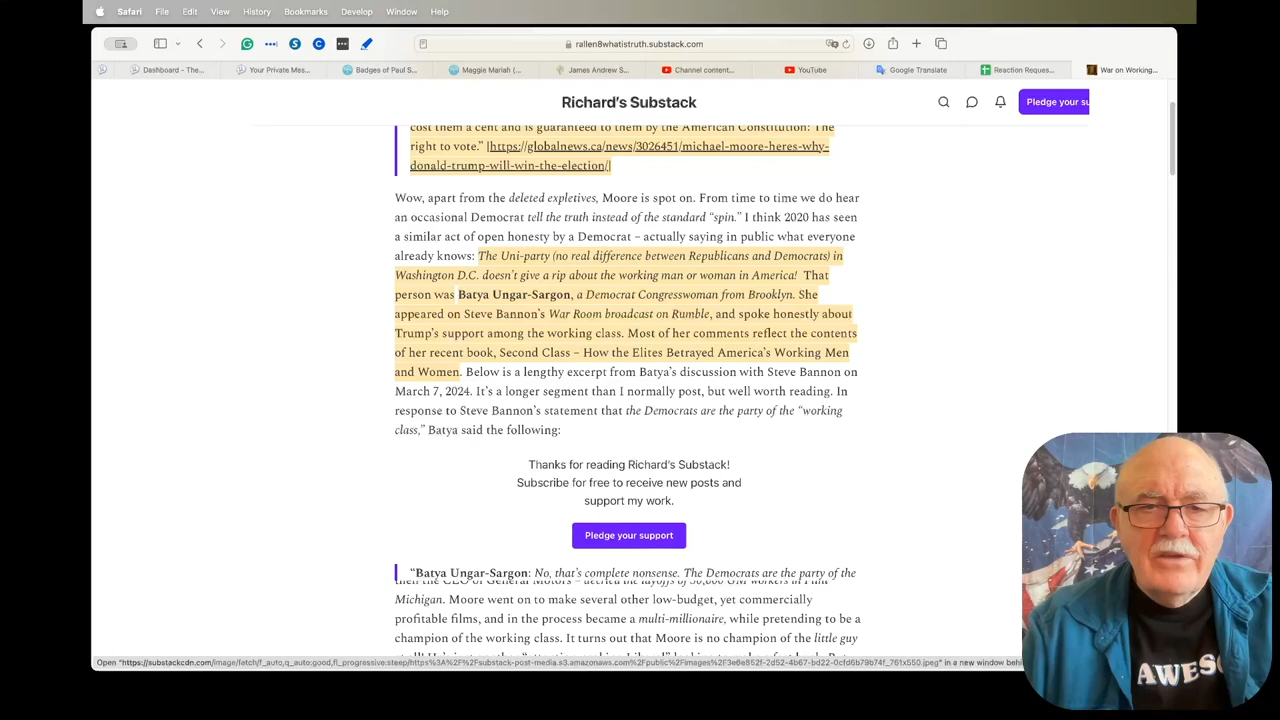 Safari File Edit View History Bookmarks Develop Window Help
rallen8whatistruth.substack.com
Dashboard - The... Your Private Mes... Badges of Paul S... Maggie Mariah (... James Andrew S... Channel content... YouTube Google Translate Reaction Reques... War on Working...
Richard's Substack
Pledge your su
cost them a cent and is guaranteed to them by the American Constitution: The
right to vote.” [https://globalnews.ca/news/3026451/michael-moore-heres-why-
donald-trump-will-win-the-election/]
Wow, apart from the deleted expletives, Moore is spot on. From time to time we do hear
an occasional Democrat tell the truth instead of the standard “spin.” I think 2020 has seen
a similar act of open honesty by a Democrat – actually saying in public what everyone
already knows: The Uni-party (no real difference between Republicans and Democrats) in
Washington D.C. doesn’t give a rip about the working man or woman in America! That
person was Batya Ungar-Sargon, a Democrat Congresswoman from Brooklyn. She
appeared on Steve Bannon’s War Room broadcast on Rumble, and spoke honestly about
Trump’s support among the working class. Most of her comments reflect the contents
of her recent book, Second Class – How the Elites Betrayed America’s Working Men
and Women. Below is a lengthy excerpt from Batya’s discussion with Steve Bannon on
March 7, 2024. It’s a longer segment than I normally post, but well worth reading. In
response to Steve Bannon’s statement that the Democrats are the party of the “working
class,” Batya said the following:
Thanks for reading Richard’s Substack!
Subscribe for free to receive new posts and
support my work.
Pledge your support
“Batya Ungar-Sargon: No, that’s complete nonsense. The Democrats are the party of the
Michigan. Moore went on to make several other low-budget, yet commercially
profitable films, and in the process became a multi-millionaire, while pretending to be a
champion of the working class. It turns out that Moore is no champion of the little guy
AWESO